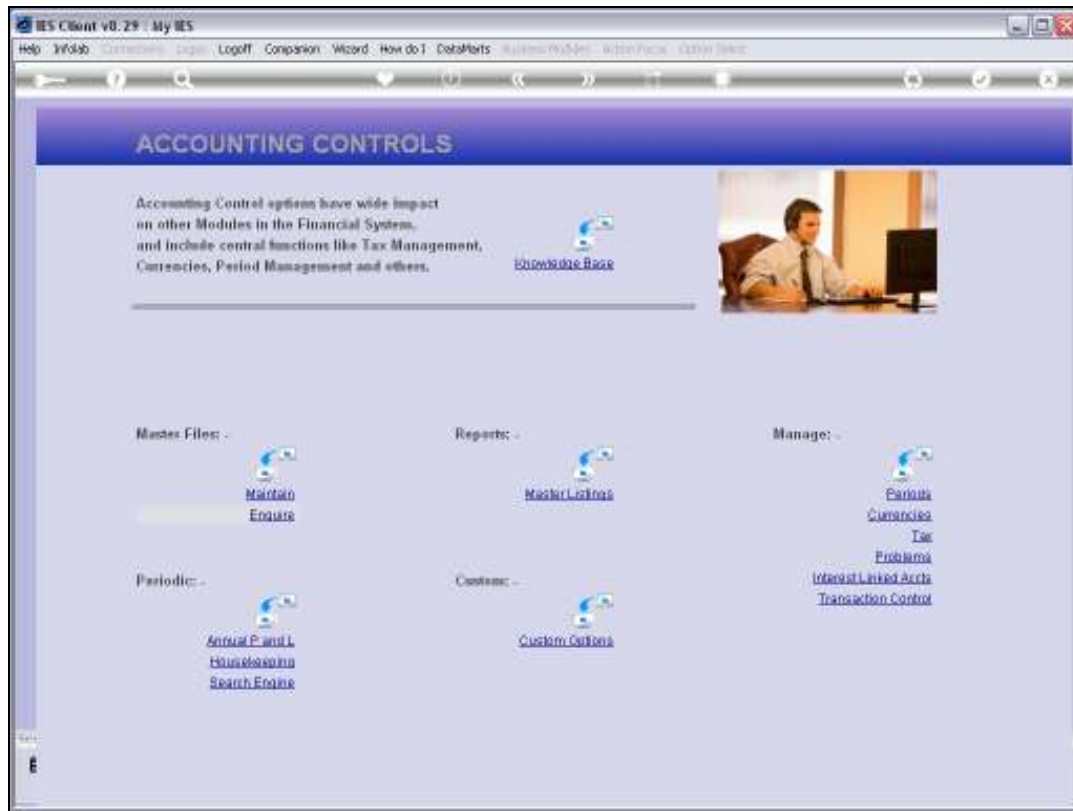 IES Client v8.29 : My IES
Help Infolab Logoff Companion Wizard How do I DataMarts
ACCOUNTING CONTROLS
Accounting Control options have wide impact
on other Modules in the Financial System,
and include central functions like Tax Management,
Currencies, Period Management and others.
Knowledge Base
Master Files: -
Maintain
Enquire
Reports: -
Master Listings
Manage: -
Periods
Currencies
Tax
Problems
Interest Linked Accts
Transaction Control
Periodic: -
Annual P and L
Housekeeping
Search Engine
Custom: -
Custom Options